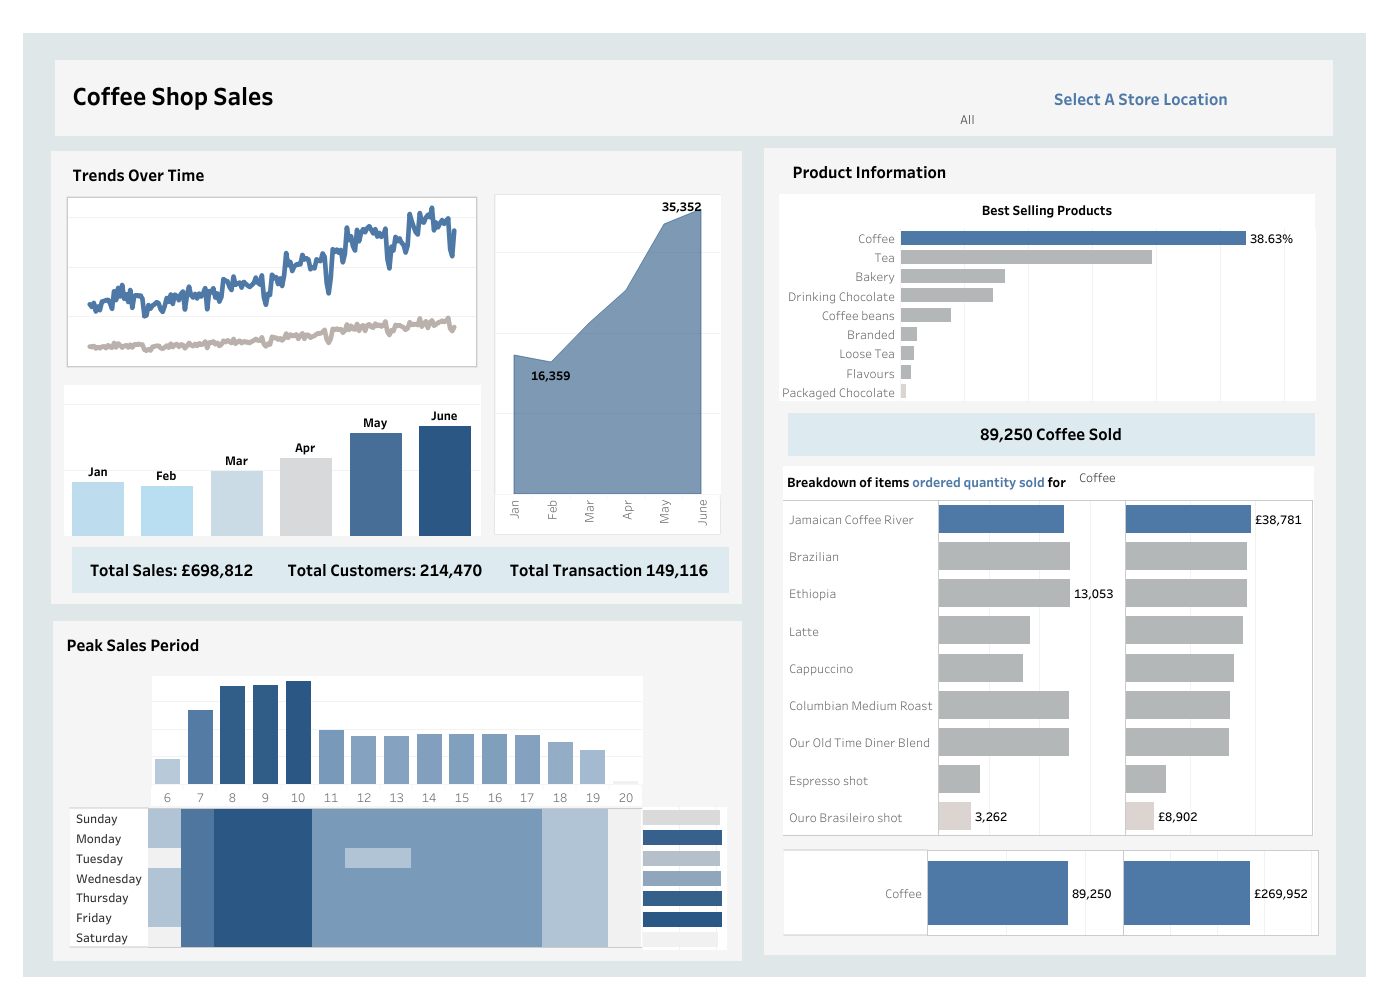 Coffee Shop Sales
Select A Store Location
All
Trends Over Time
35,352
16,359
Jan
Feb
Mar
Apr
May
June
Jan
Feb
Mar
Apr
May
June
Total Sales: £698,812 Total Customers: 214,470 Total Transaction 149,116
Peak Sales Period
6 7 8 9 10 11 12 13 14 15 16 17 18 19 20
Sunday
Monday
Tuesday
Wednesday
Thursday
Friday
Saturday
Product Information
Best Selling Products
Coffee 38.63%
Tea
Bakery
Drinking Chocolate
Coffee beans
Branded
Loose Tea
Flavours
Packaged Chocolate
89,250 Coffee Sold
Breakdown of items ordered quantity sold for Coffee
Jamaican Coffee River £38,781
Brazilian
Ethiopia 13,053
Latte
Cappuccino
Columbian Medium Roast
Our Old Time Diner Blend
Espresso shot
Ouro Brasileiro shot 3,262 £8,902
Coffee 89,250 £269,952